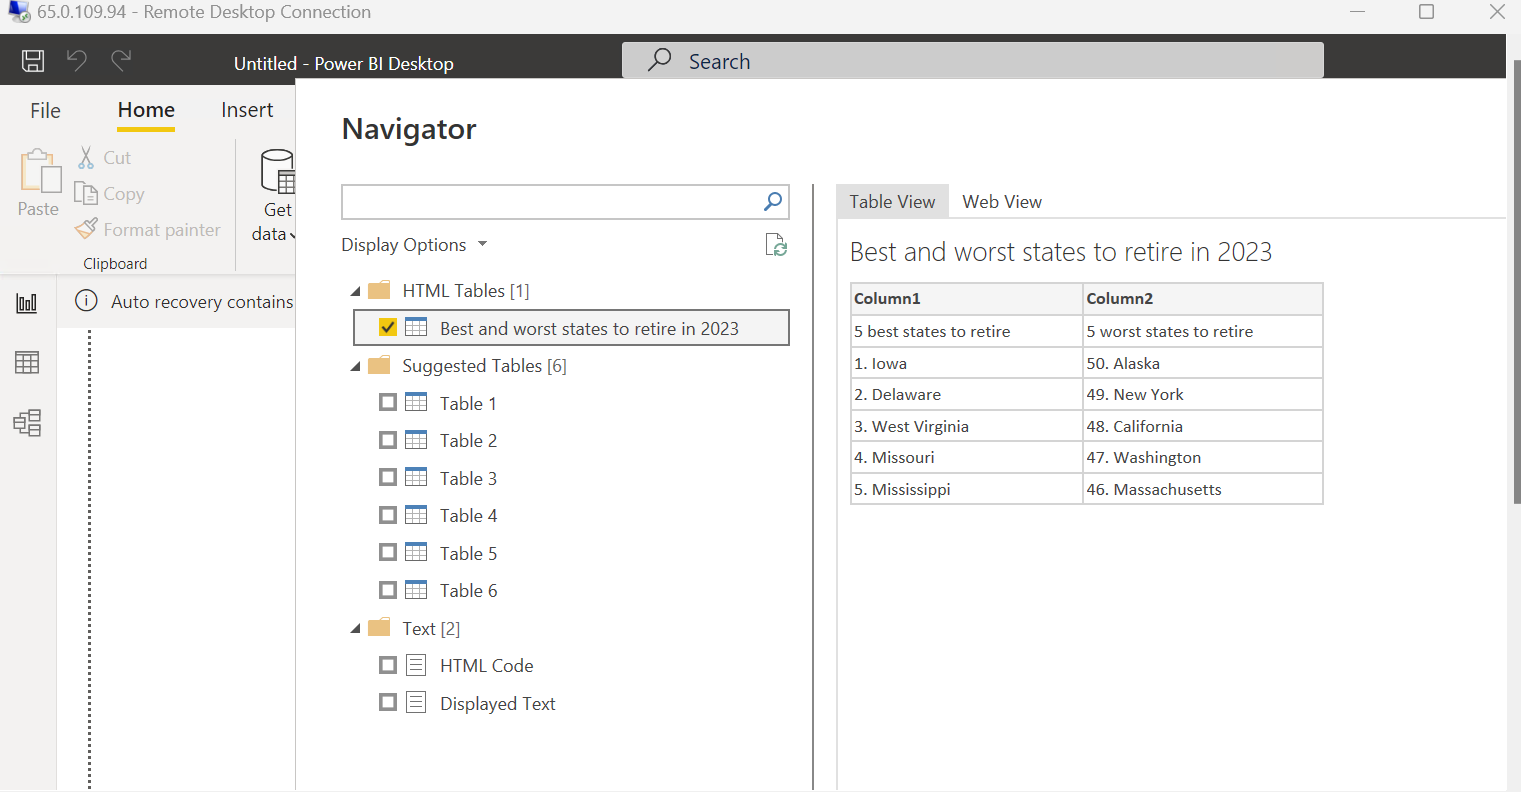 65.0.109.94 - Remote Desktop Connection
Untitled - Power BI Desktop
Search
File
Home
Insert
Paste
Cut
Copy
Format painter
Clipboard
Get
data
Auto recovery contains
Navigator
Display Options
HTML Tables [1]
Best and worst states to retire in 2023
Suggested Tables [6]
Table 1
Table 2
Table 3
Table 4
Table 5
Table 6
Text [2]
HTML Code
Displayed Text
Table View Web View
Best and worst states to retire in 2023
Column1 Column2
5 best states to retire 5 worst states to retire
1. Iowa 50. Alaska
2. Delaware 49. New York
3. West Virginia 48. California
4. Missouri 47. Washington
5. Mississippi 46. Massachusetts